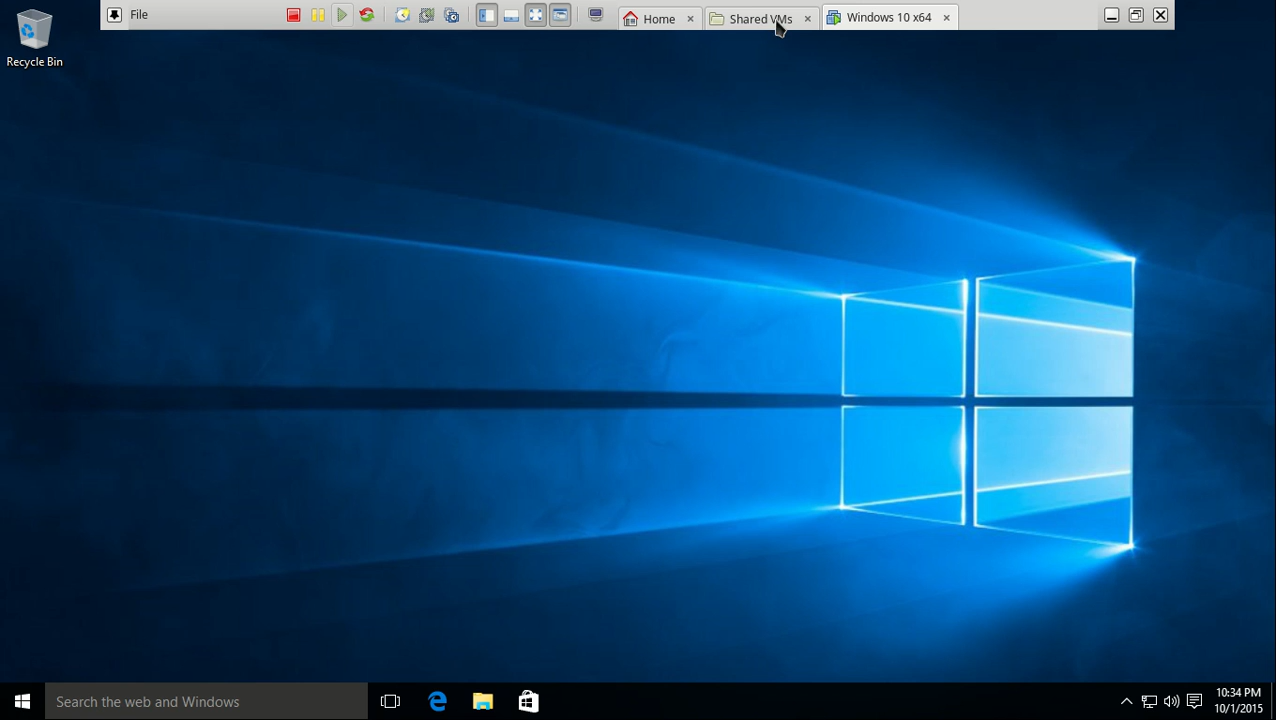 File
Home
Shared VMs
Windows 10 x64
Recycle Bin
Search the web and Windows
10:34 PM
10/1/2015